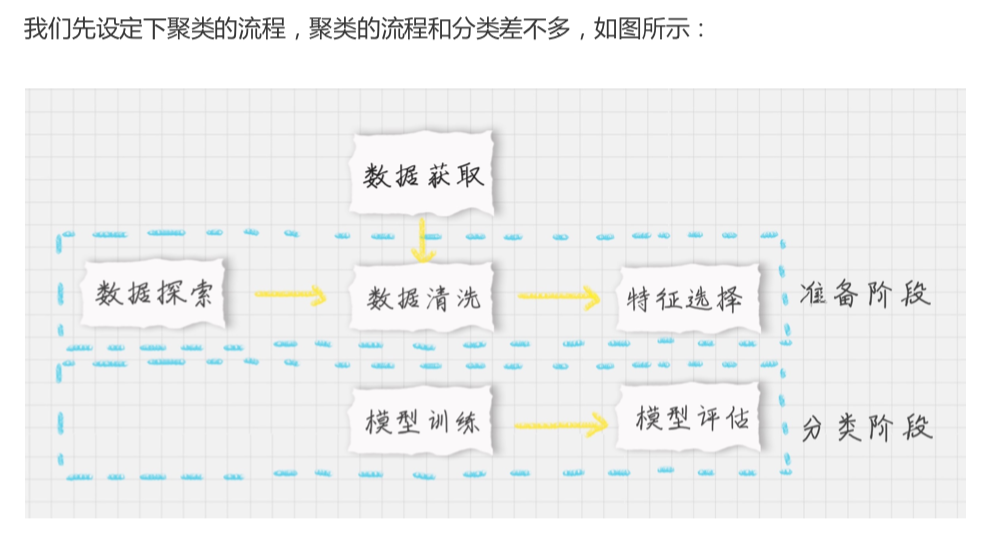 我们先设定下聚类的流程，聚类的流程和分类差不多，如图所示：
数据获取
数据探索
数据清洗
特征选择
准备阶段
模型训练
模型评估
分类阶段